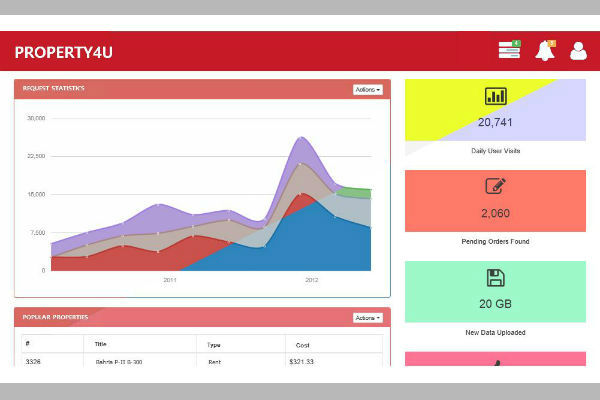 PROPERTY4U
REQUEST STATISTICS
Actions
30,000
22,500
15,000
7,500
0
2011
2012
20,741
Daily User Visits
2,060
Pending Orders Found
20 GB
New Data Uploaded
POPULAR PROPERTIES
Actions
# Title Type Cost
3326 Bahria P-II B-300 Rent $321.33